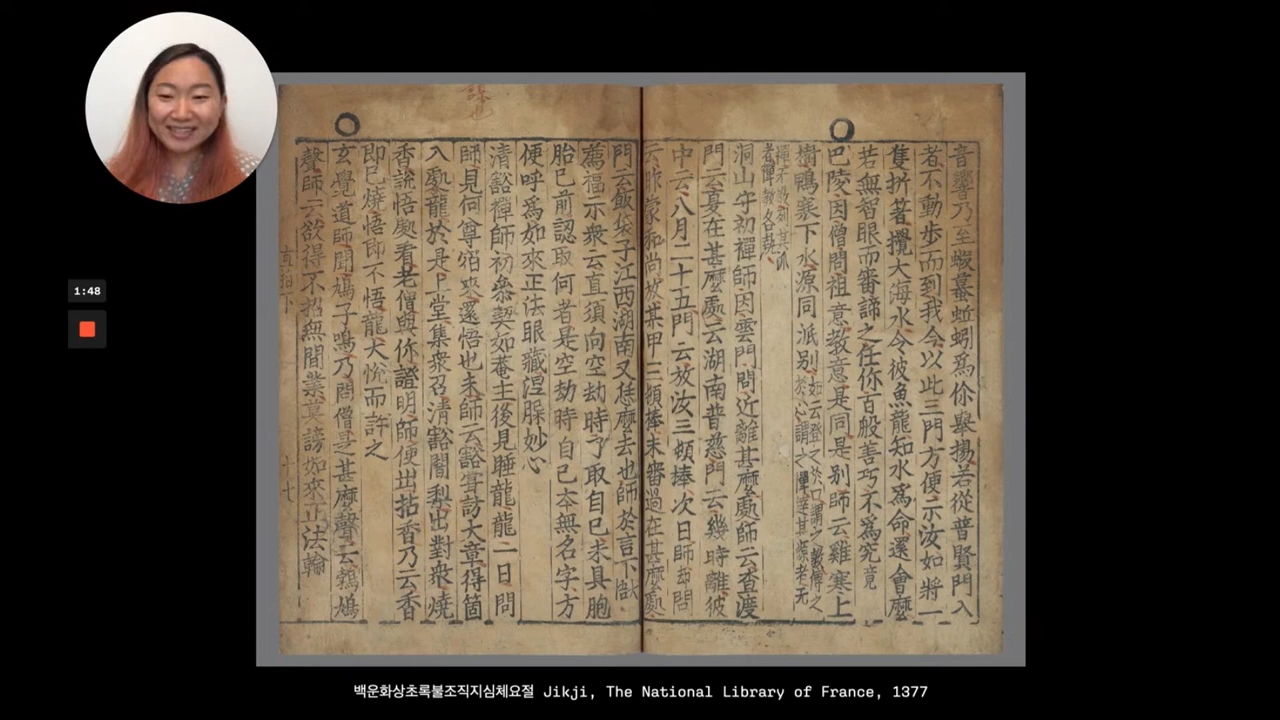 音響乃至蝦蟇蚯蚓爲你擧揚若從普賢門入
者不動步而到我今以此三門方便示汝如將一
隻折著攪大海水令彼魚龍知水爲命還會麼
若無智眼而審諦之任你百般善巧不爲究竟
巴陵因僧問祖意敎意是同是別師云雞寒上
樹鴨寒下水源同派別
洞山守初禪師因雲門問近離甚麼處師云查渡
門云夏在甚麼處云湖南普慈門云幾時離彼
中云八月二十五門云放汝三頓棒次日師却問
云昨蒙和尚放某甲三頓棒未審過在甚麼處
門云飯袋子江西湖南又恁麼去也師於言下
薦福示衆云直須向空劫時了取自己未具胞
胎已前認取何者是空劫時自己本無名字方
便呼爲如來正法眼藏涅槃妙心
清豁禪師初叅契如菴主後見睡龍龍一日問
師見何尊宿來還悟也未師云豁甞訪大章得箇
入處龍於是上堂集衆召清豁闍梨出對衆燒
香說悟處看老僧與你證明師便出拈香乃云香
即已燒悟即不悟龍大悅而許之
玄覺道師聞鳩子鳴乃問僧是甚麼聲云鵓鳩
聲師云欲得不招無間業莫謗如來正法輪
直指下
十七
1:48
백운화상초록불조직지심체요절 Jikji, The National Library of France, 1377